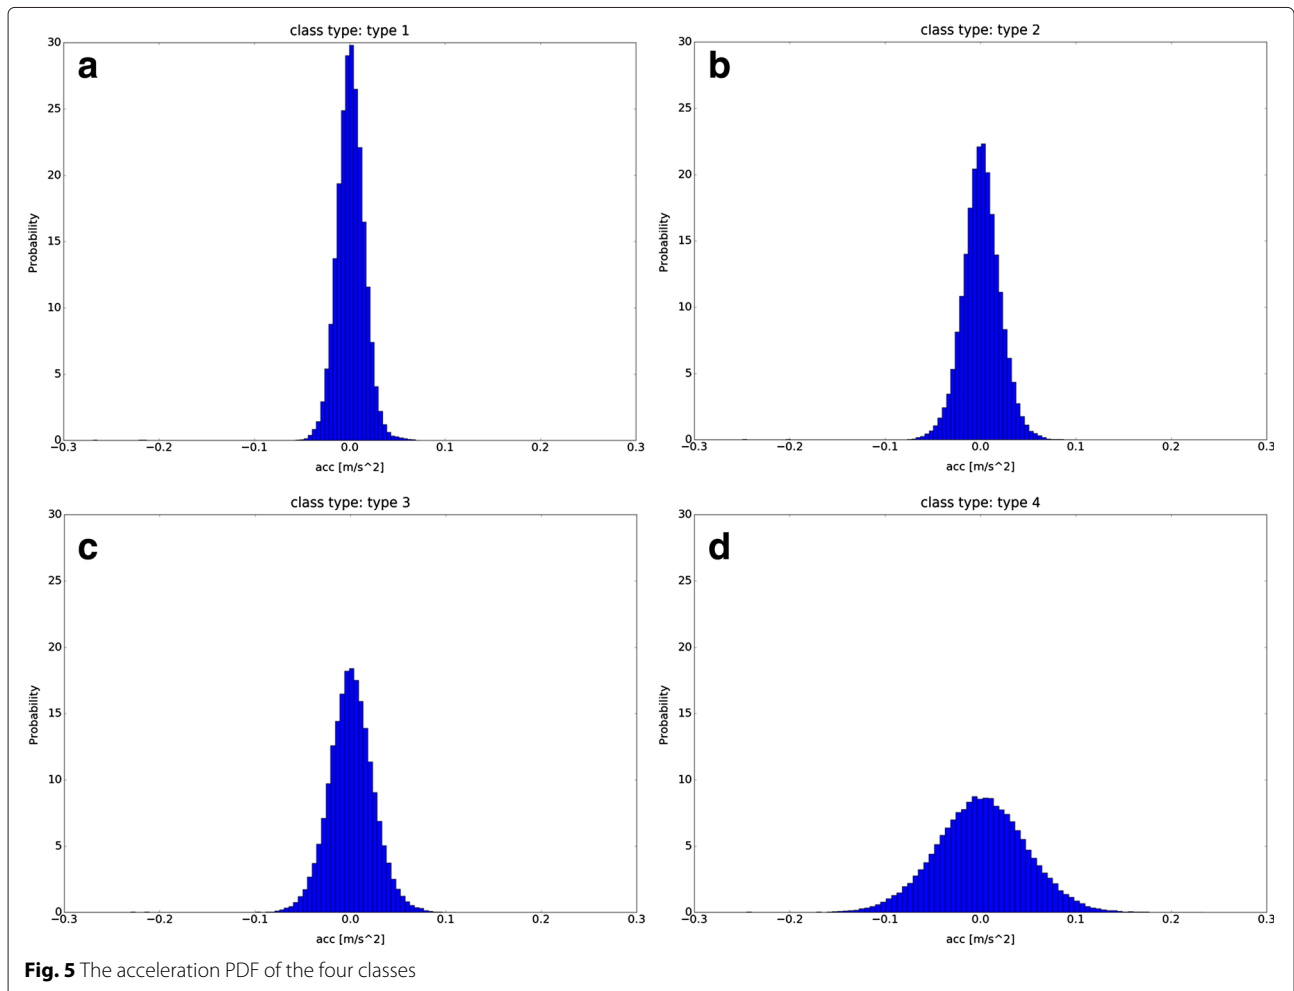 class type: type 1
a
30
25
20
15
10
5
0
Probability
−0.3 −0.2 −0.1 0.0 0.1 0.2 0.3
acc [m/s^2]
class type: type 2
b
30
25
20
15
10
5
0
Probability
−0.3 −0.2 −0.1 0.0 0.1 0.2 0.3
acc [m/s^2]
class type: type 3
c
30
25
20
15
10
5
0
Probability
−0.3 −0.2 −0.1 0.0 0.1 0.2 0.3
acc [m/s^2]
class type: type 4
d
30
25
20
15
10
5
0
Probability
−0.3 −0.2 −0.1 0.0 0.1 0.2 0.3
acc [m/s^2]
Fig. 5 The acceleration PDF of the four classes